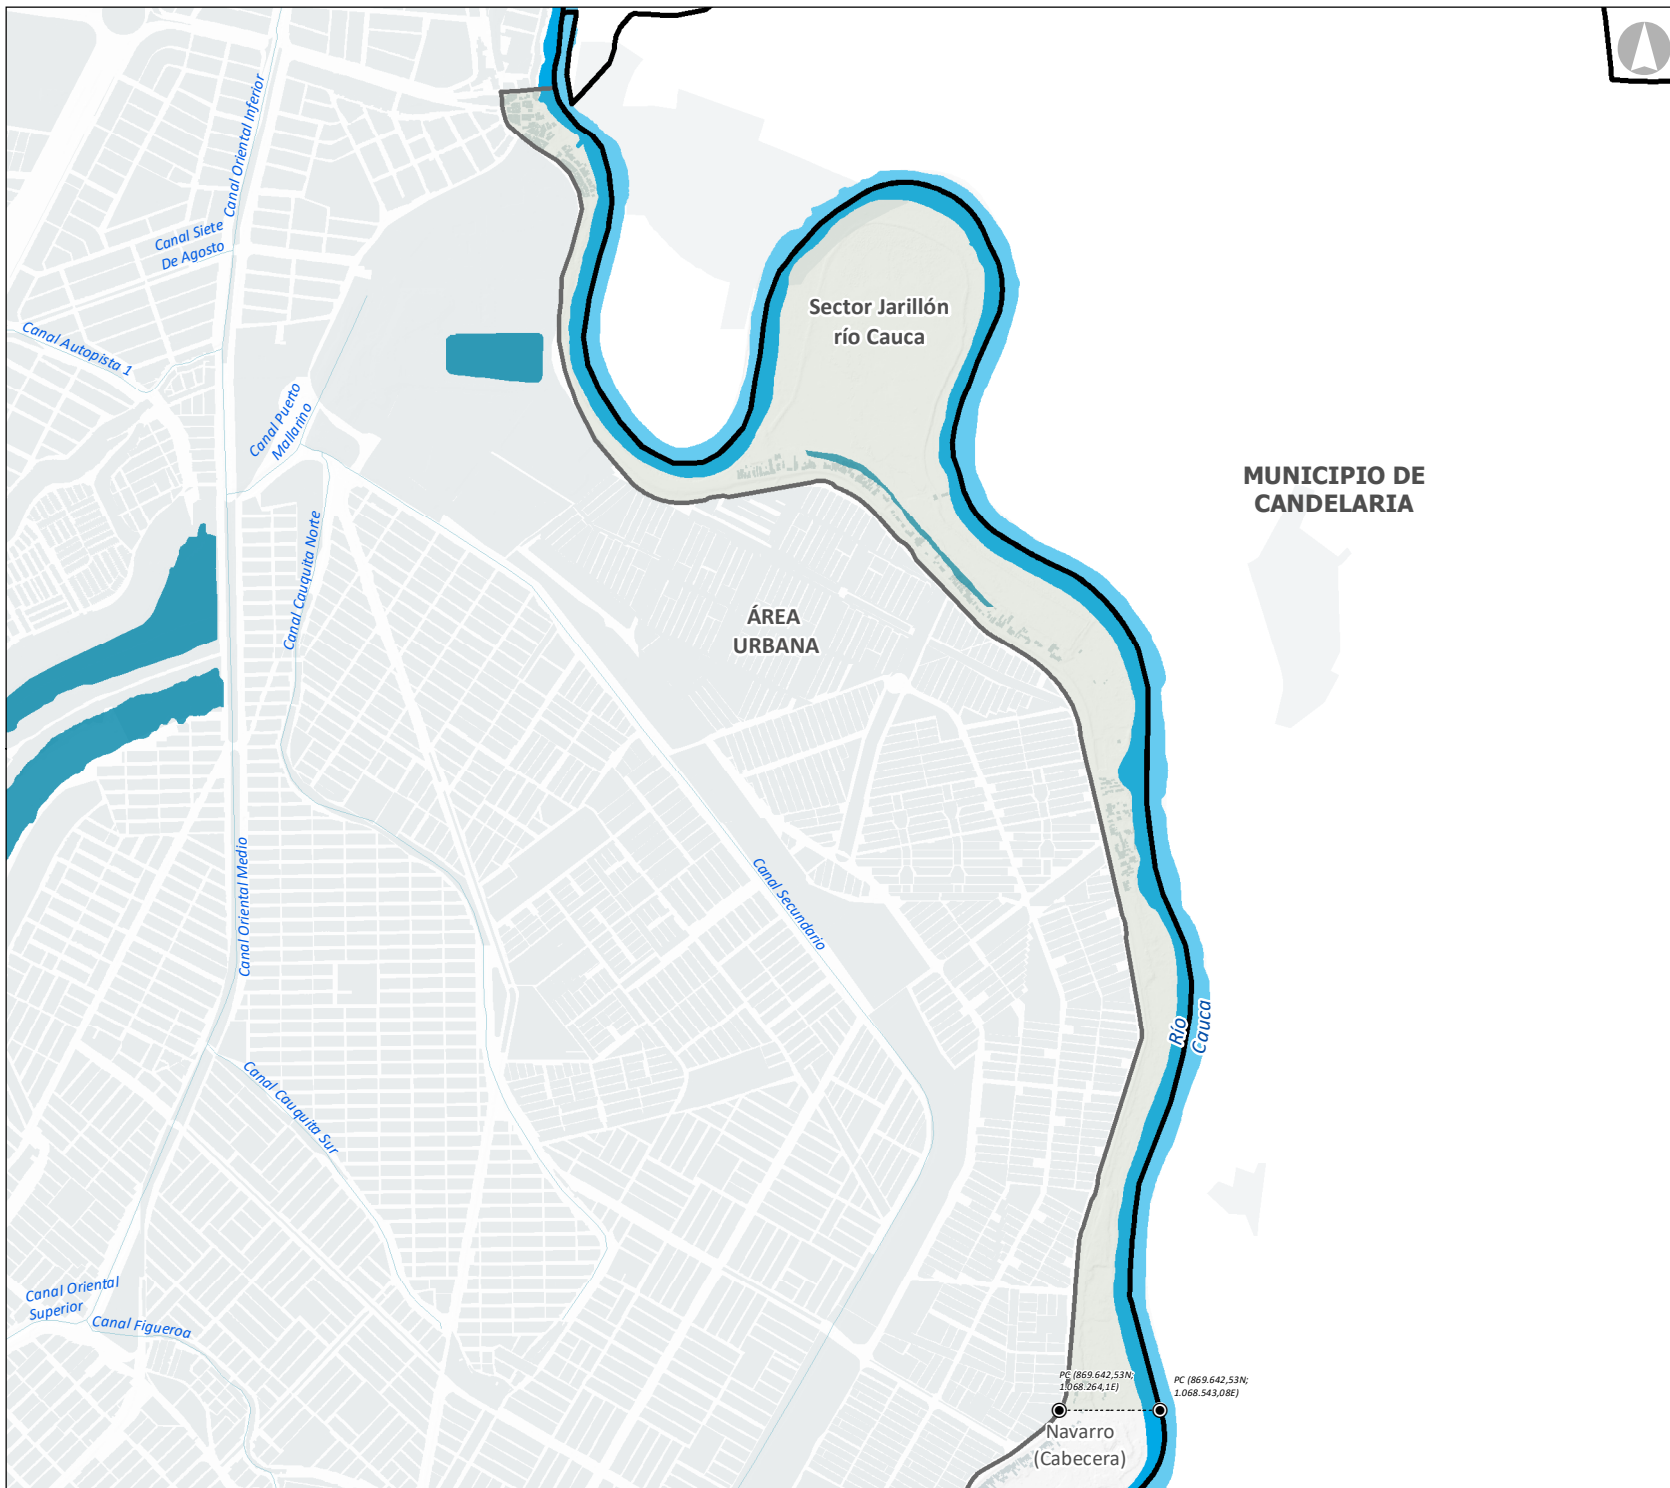 Canal Oriental Inferior
Canal Siete
De Agosto
Canal Autopista 1
Canal Puerto
Mallarino
Sector Jarillón
río Cauca
MUNICIPIO DE
CANDELARIA
Canal Cauquita Norte
ÁREA
URBANA
Canal Oriental Medio
Canal Secundario
Río
Cauca
Canal Cauquita Sur
Canal Oriental
Superior
Canal Figueroa
PC (869.642,53N;
1.068.264,1E)
PC (869.642,53N;
1.068.543,08E)
Navarro
(Cabecera)